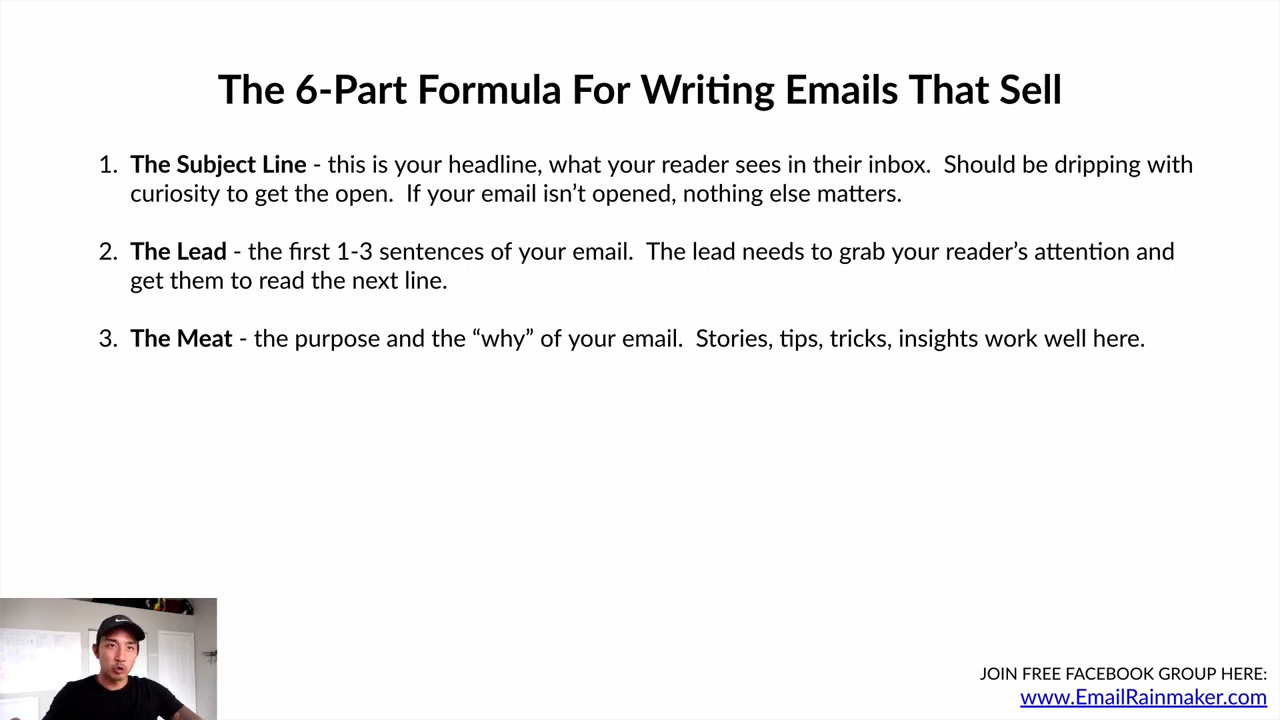 The 6-Part Formula For Writing Emails That Sell
1. The Subject Line - this is your headline, what your reader sees in their inbox.  Should be dripping with
curiosity to get the open.  If your email isn’t opened, nothing else matters.
2. The Lead - the first 1-3 sentences of your email.  The lead needs to grab your reader’s attention and
get them to read the next line.
3. The Meat - the purpose and the “why” of your email.  Stories, tips, tricks, insights work well here.
JOIN FREE FACEBOOK GROUP HERE:
www.EmailRainmaker.com